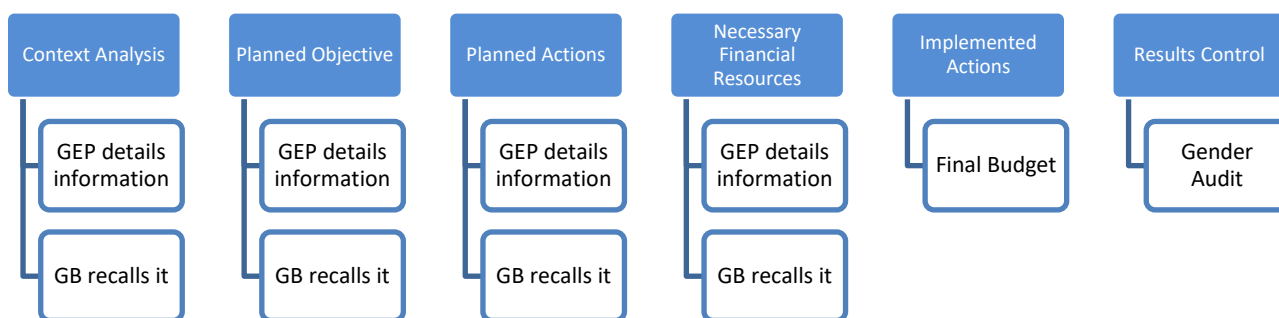 Context Analysis
GEP details
information
GB recalls it
Planned Objective
GEP details
information
GB recalls it
Planned Actions
GEP details
information
GB recalls it
Necessary
Financial
Resources
GEP details
information
GB recalls it
Implemented
Actions
Final Budget
Results Control
Gender
Audit